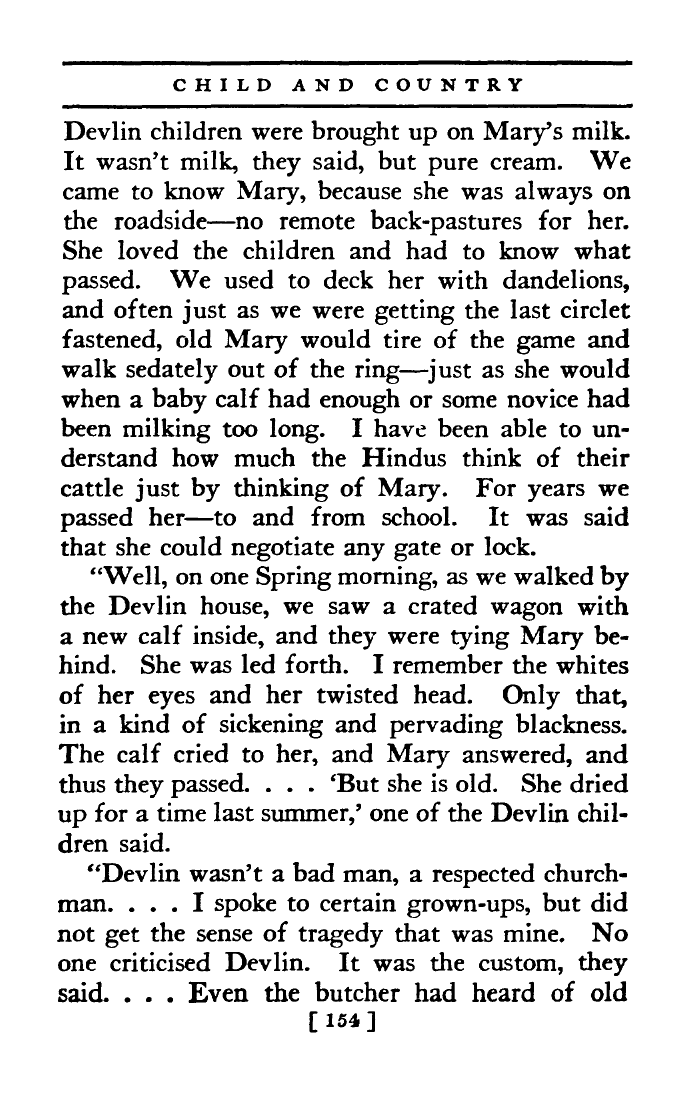 CHILD AND COUNTRY
Devlin children were brought up on Mary's milk.
It wasn't milk, they said, but pure cream. We
came to know Mary, because she was always on
the roadside—no remote back-pastures for her.
She loved the children and had to know what
passed. We used to deck her with dandelions,
and often just as we were getting the last circlet
fastened, old Mary would tire of the game and
walk sedately out of the ring—just as she would
when a baby calf had enough or some novice had
been milking too long. I have been able to un-
derstand how much the Hindus think of their
cattle just by thinking of Mary. For years we
passed her—to and from school. It was said
that she could negotiate any gate or lock.
"Well, on one Spring morning, as we walked by
the Devlin house, we saw a crated wagon with
a new calf inside, and they were tying Mary be-
hind. She was led forth. I remember the whites
of her eyes and her twisted head. Only that,
in a kind of sickening and pervading blackness.
The calf cried to her, and Mary answered, and
thus they passed. . . . 'But she is old. She dried
up for a time last summer,' one of the Devlin chil-
dren said.
"Devlin wasn't a bad man, a respected church-
man. . . . I spoke to certain grown-ups, but did
not get the sense of tragedy that was mine. No
one criticised Devlin. It was the custom, they
said. . . . Even the butcher had heard of old
[ 154 ]